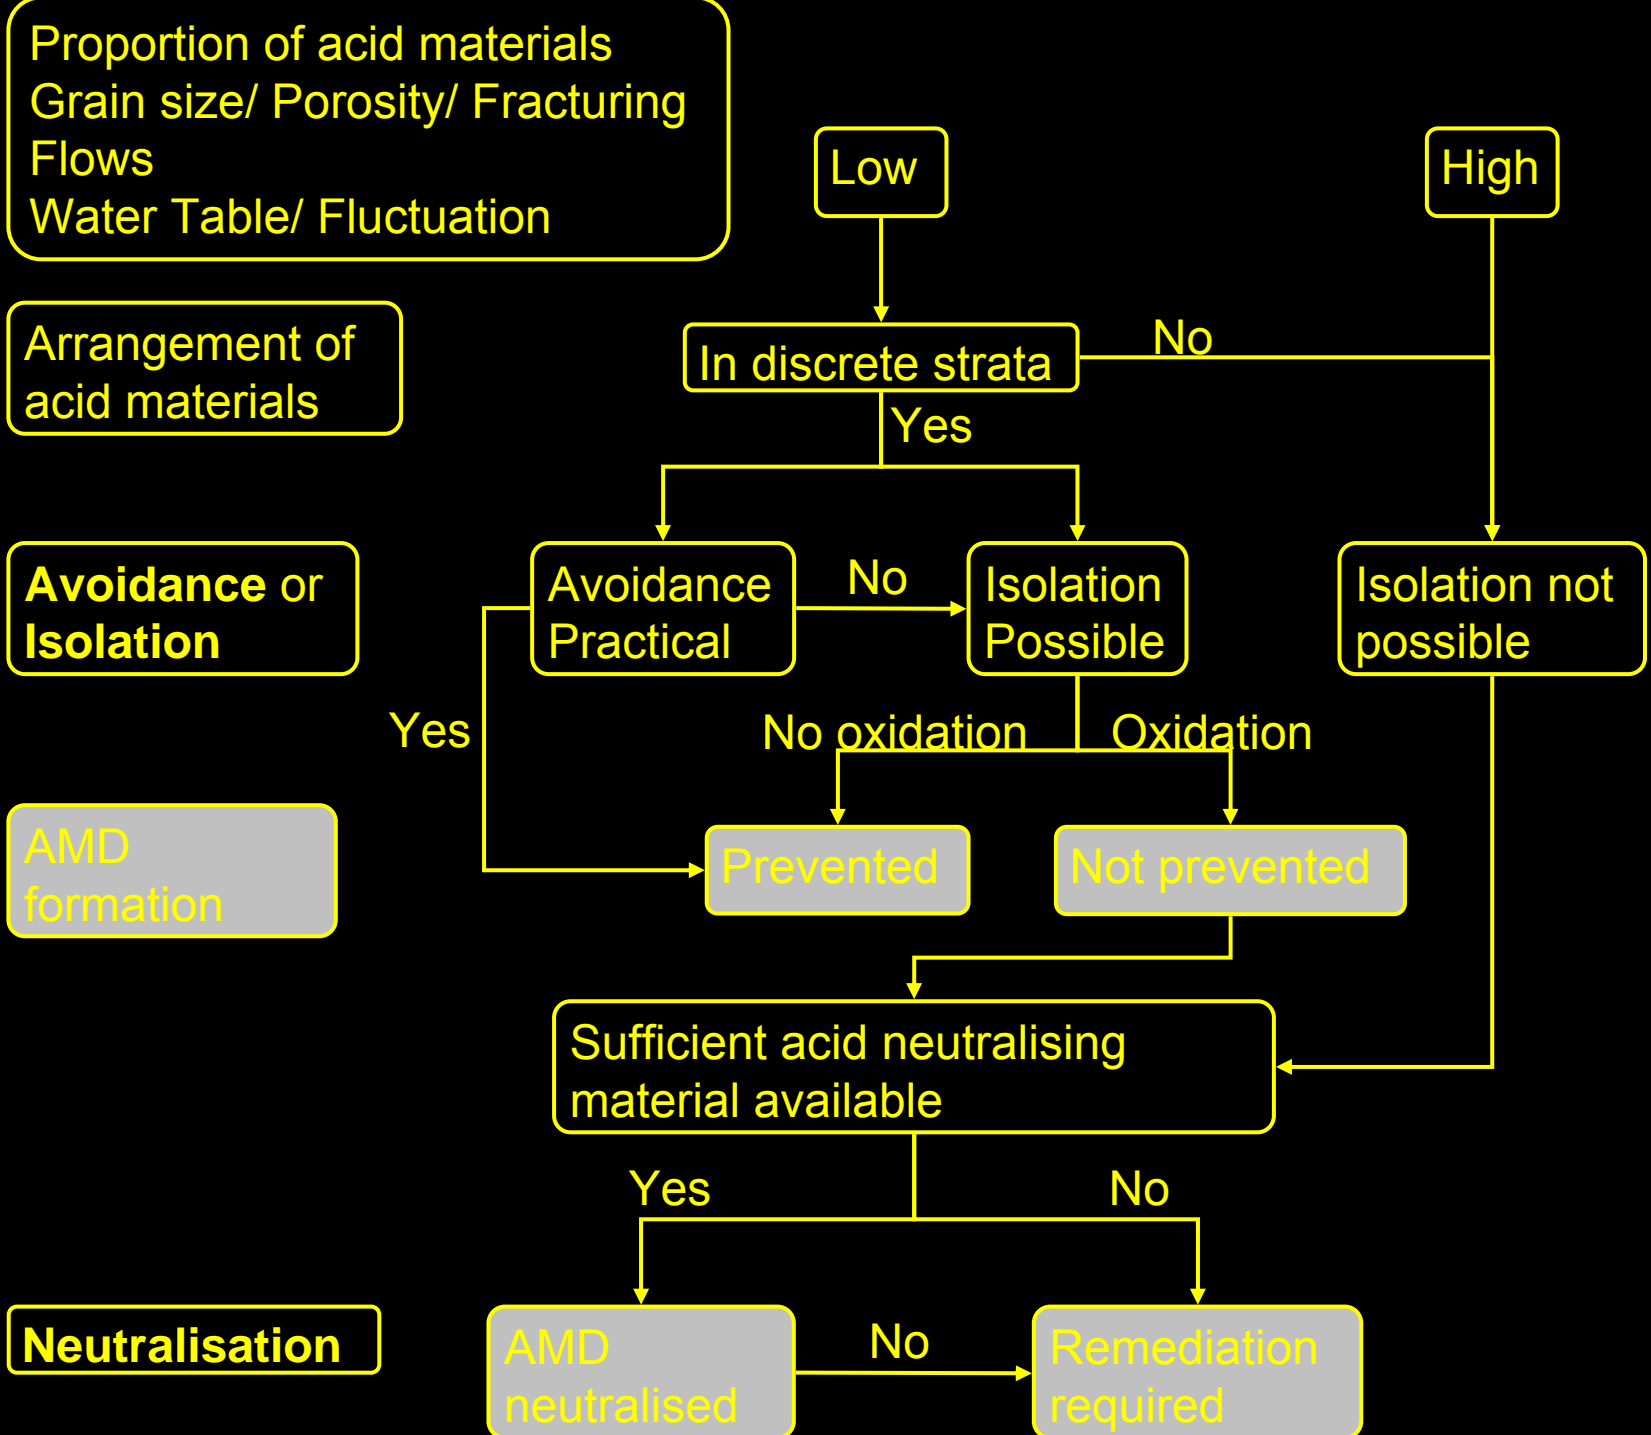 Proportion of acid materials
Grain size/ Porosity/ Fracturing
Flows
Water Table/ Fluctuation
Low
High
Arrangement of
acid materials
In discrete strata
No
Yes
Avoidance or
Isolation
Avoidance
Practical
No
Isolation
Possible
Isolation not
possible
Yes
No oxidation
Oxidation
AMD
formation
Prevented
Not prevented
Sufficient acid neutralising
material available
Yes
No
Neutralisation
AMD
neutralised
No
Remediation
required